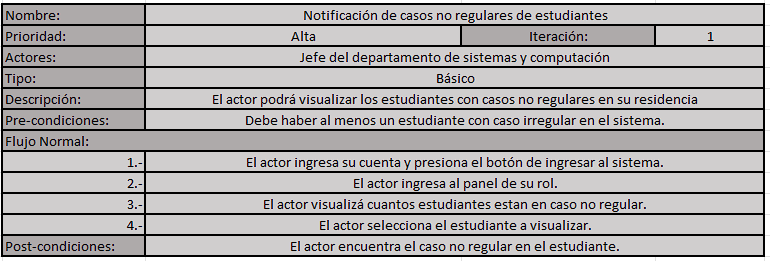 Nombre: Notificación de casos no regulares de estudiantes
Prioridad: Alta Iteración: 1
Actores: Jefe del departamento de sistemas y computación
Tipo: Básico
Descripción: El actor podrá visualizar los estudiantes con casos no regulares en su residencia
Pre-condiciones: Debe haber al menos un estudiante con caso irregular en el sistema.
Flujo Normal:
1.- El actor ingresa su cuenta y presiona el botón de ingresar al sistema.
2.- El actor ingresa al panel de su rol.
3.- El actor visualizá cuantos estudiantes estan en caso no regular.
4.- El actor selecciona el estudiante a visualizar.
Post-condiciones: El actor encuentra el caso no regular en el estudiante.